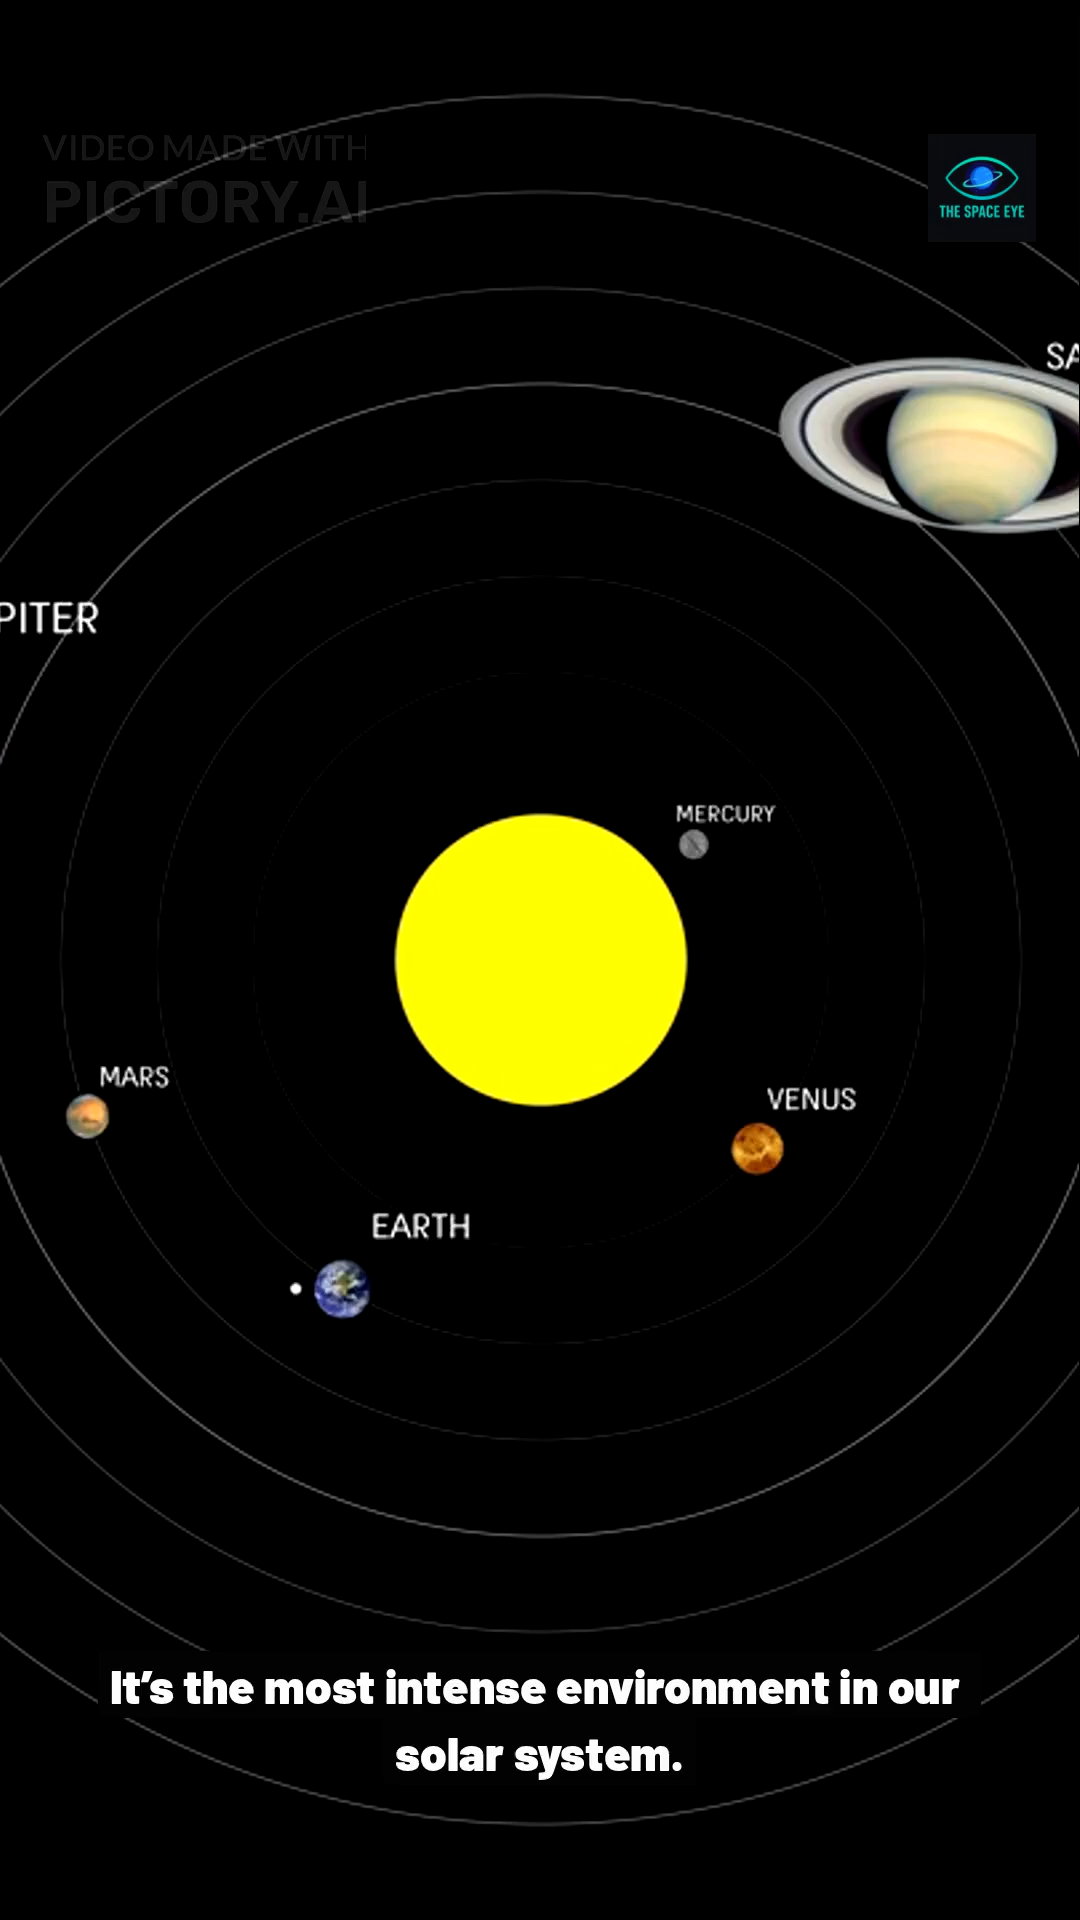 VIDEO MADE WITH
PICTORY.AI
THE SPACE EYE
SA
PITER
MERCURY
MARS
VENUS
EARTH
It's the most intense environment in our
solar system.